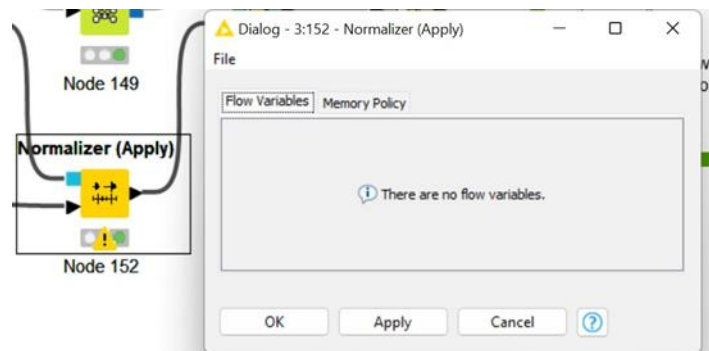 Dialog - 3:152 - Normalizer (Apply)
File
Flow Variables
Memory Policy
There are no flow variables.
OK
Apply
Cancel
?
Node 149
Normalizer (Apply)
Node 152